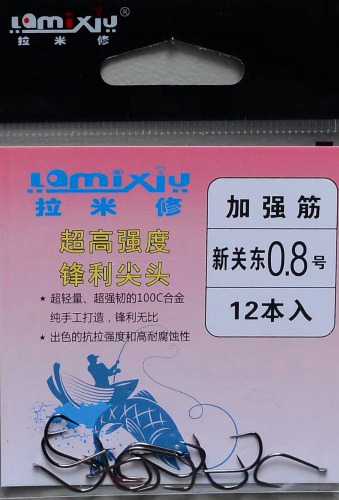 Lamixiu®
拉米修
Lamixiu
拉米修
超高强度
锋利尖头
★ 超轻量、超强韧的100C合金
纯手工打造，锋利无比
★ 出色的抗拉强度和高耐腐蚀性
加强筋
新关东0.8号
12本入